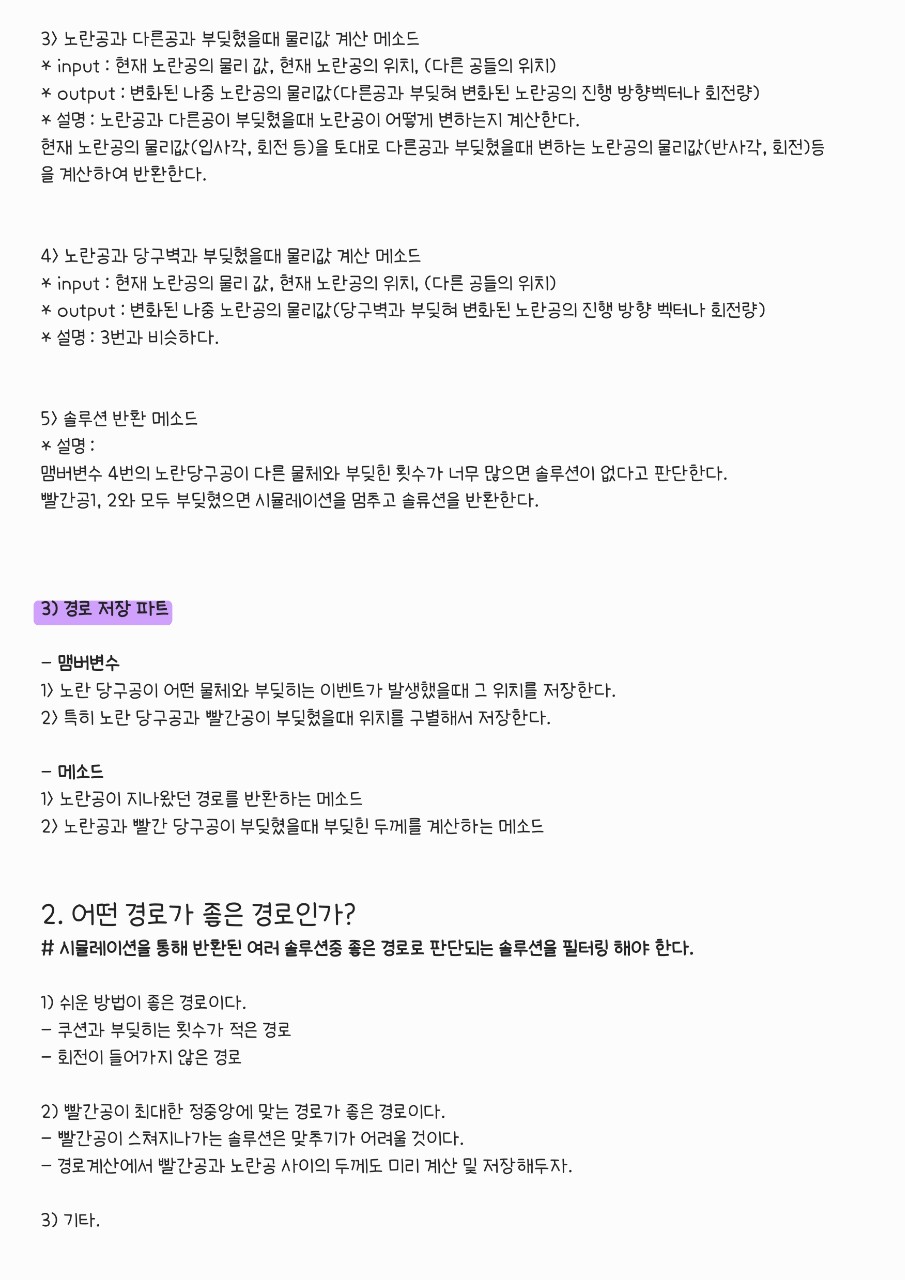 3> 노란공과 다른공과 부딪혔을때 물리값 계산 메소드
* input : 현재 노란공의 물리 값, 현재 노란공의 위치, (다른 공들의 위치)
* output : 변화된 나중 노란공의 물리값(다른공과 부딪혀 변화된 노란공의 진행 방향벡터나 회전량)
* 설명 : 노란공과 다른공이 부딪혔을때 노란공이 어떻게 변하는지 계산한다.
현재 노란공의 물리값(입사각, 회전 등)을 토대로 다른공과 부딪혔을때 변하는 노란공의 물리값(반사각, 회전)등
을 계산하여 반환한다.
4> 노란공과 당구벽과 부딪혔을때 물리값 계산 메소드
* input : 현재 노란공의 물리 값, 현재 노란공의 위치, (다른 공들의 위치)
* output : 변화된 나중 노란공의 물리값(당구벽과 부딪혀 변화된 노란공의 진행 방향 벡터나 회전량)
* 설명 : 3번과 비슷하다.
5> 솔루션 반환 메소드
* 설명 :
맴버변수 4번의 노란당구공이 다른 물체와 부딪힌 횟수가 너무 많으면 솔루션이 없다고 판단한다.
빨간공1, 2와 모두 부딪혔으면 시뮬레이션을 멈추고 솔류션을 반환한다.
3) 경로 저장 파트
- 맴버변수
1> 노란 당구공이 어떤 물체와 부딪히는 이벤트가 발생했을때 그 위치를 저장한다.
2> 특히 노란 당구공과 빨간공이 부딪혔을때 위치를 구별해서 저장한다.
- 메소드
1> 노란공이 지나왔던 경로를 반환하는 메소드
2> 노란공과 빨간 당구공이 부딪혔을때 부딪힌 두께를 계산하는 메소드
2. 어떤 경로가 좋은 경로인가?
# 시뮬레이션을 통해 반환된 여러 솔루션중 좋은 경로로 판단되는 솔루션을 필터링 해야 한다.
1) 쉬운 방법이 좋은 경로이다.
- 쿠션과 부딪히는 횟수가 적은 경로
- 회전이 들어가지 않은 경로
2) 빨간공이 최대한 정중앙에 맞는 경로가 좋은 경로이다.
- 빨간공이 스쳐지나가는 솔루션은 맞추기가 어려울 것이다.
- 경로계산에서 빨간공과 노란공 사이의 두께도 미리 계산 및 저장해두자.
3) 기타.